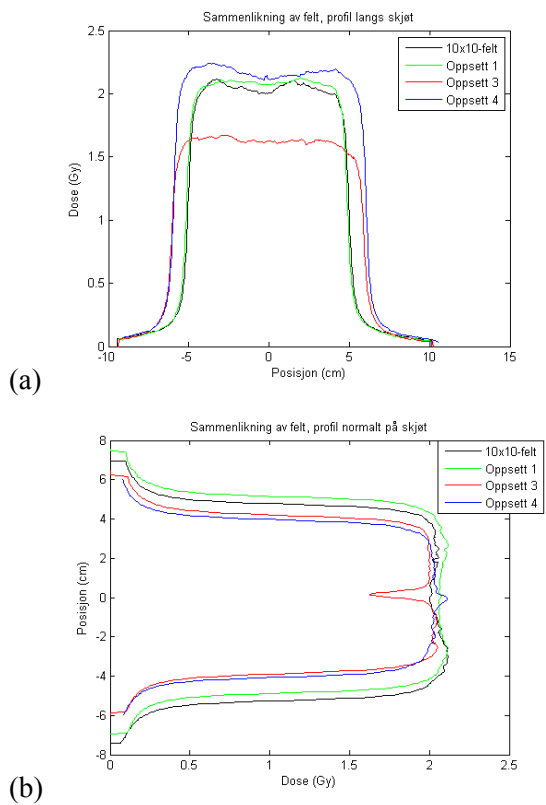 Sammenlikning av felt, profil langs skjøt
2.5
2
1.5
1
0.5
0
Dose (Gy)
10x10-felt
Oppsett 1
Oppsett 3
Oppsett 4
-10
-5
0
5
10
15
Posisjon (cm)
(a)
Sammenlikning av felt, profil normalt på skjøt
8
6
4
2
0
-2
-4
-6
-8
Posisjon (cm)
10x10-felt
Oppsett 1
Oppsett 3
Oppsett 4
0
0.5
1
1.5
2
2.5
Dose (Gy)
(b)